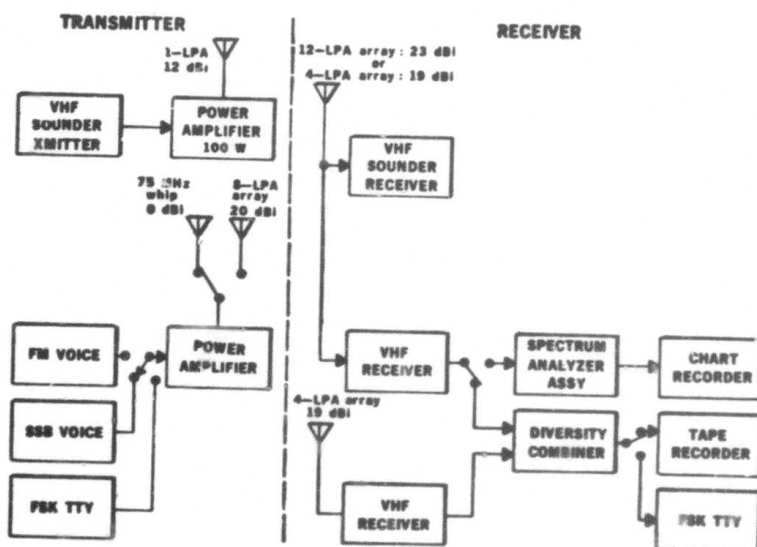 TRANSMITTER
1-LPA
12 dBi
VHF
SOUNDER
XMITTER
POWER
AMPLIFIER
100 W
75 MHz
whip
0 dBi
8-LPA
array
20 dBi
FM VOICE
SSB VOICE
FSK TTY
POWER
AMPLIFIER
RECEIVER
12-LPA array : 23 dBi
or
4-LPA array : 19 dBi
VHF
SOUNDER
RECEIVER
VHF
RECEIVER
SPECTRUM
ANALYZER
ASSY
CHART
RECORDER
4-LPA array
19 dBi
VHF
RECEIVER
DIVERSITY
COMBINER
TAPE
RECORDER
FSK TTY